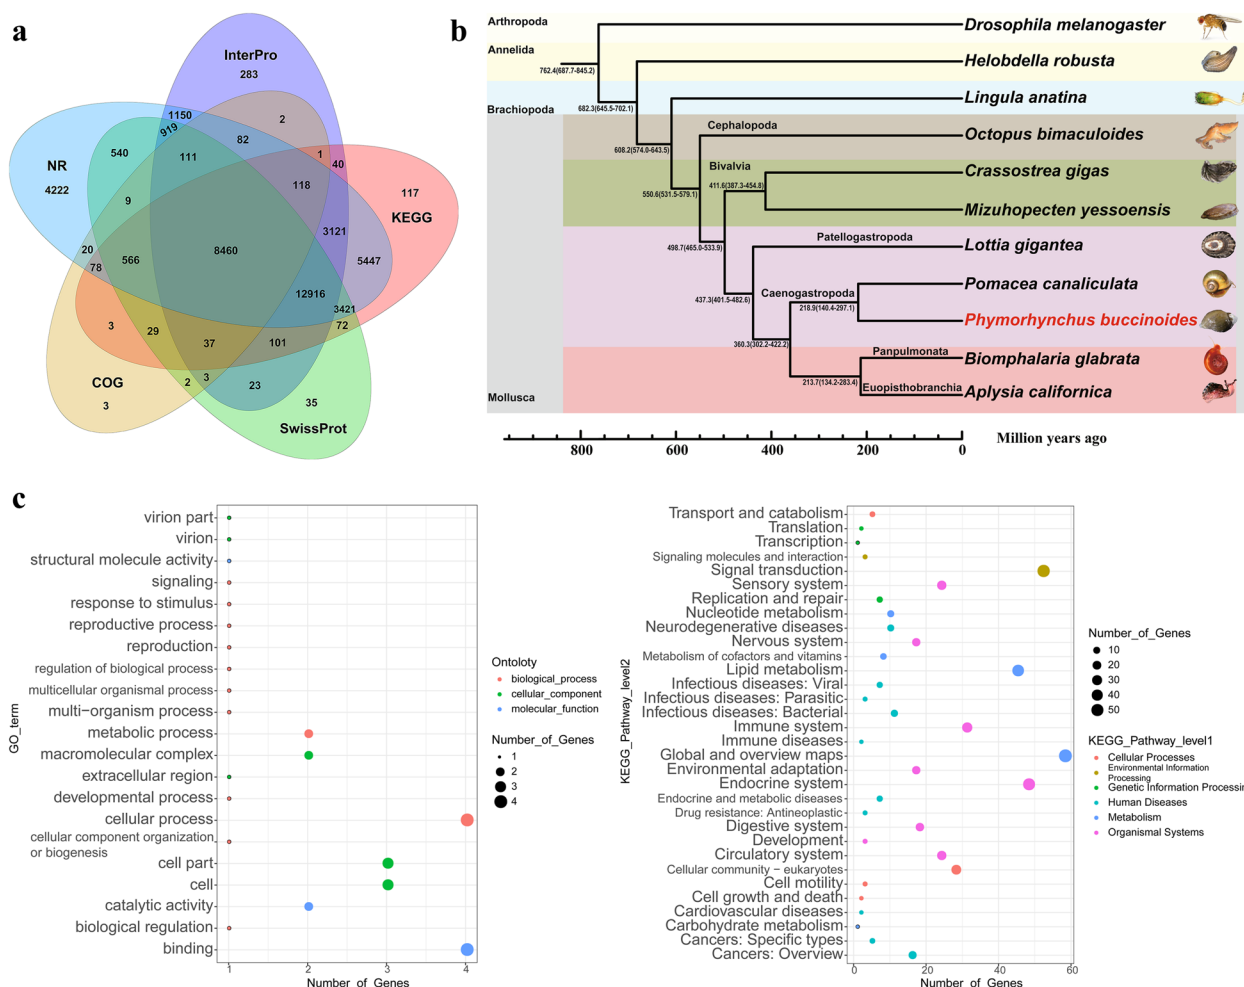 a
InterPro
283
1150
919
2
82
540
111
1
40
NR
4222
118
117
KEGG
9
3121
8460
20
566
5447
78
12916
3421
72
3
29
37
101
COG
3
2
3
23
35
SwissProt
b
Arthropoda
Drosophila melanogaster
Annelida
762.4(687.7-845.2)
Helobdella robusta
Brachiopoda
682.3(645.5-702.1)
Lingula anatina
Cephalopoda
Octopus bimaculoides
608.2(574.0-643.5)
Bivalvia
Crassostrea gigas
411.6(387.3-454.8)
550.6(531.5-579.1)
Mizuhopecten yessoensis
Patellogastropoda
Lottia gigantea
498.7(465.0-533.9)
Caenogastropoda
Pomacea canaliculata
437.3(401.5-482.6)
218.9(140.4-297.1)
Phymorhynchus buccinoides
360.3(302.2-422.2)
Panpulmonata
Biomphalaria glabrata
213.7(134.2-283.4)
Euopisthobranchia
Aplysia californica
Mollusca
800
600
400
200
0
Million years ago
c
GO_term
virion part
virion
structural molecule activity
signaling
response to stimulus
reproductive process
reproduction
regulation of biological process
multicellular organismal process
multi−organism process
metabolic process
macromolecular complex
extracellular region
developmental process
cellular process
cellular component organization
or biogenesis
cell part
cell
catalytic activity
biological regulation
binding
1
2
3
4
Number_of_Genes
Ontoloty
biological_process
cellular_component
molecular_function
Number_of_Genes
1
2
3
4
KEGG_Pathway_level2
Transport and catabolism
Translation
Transcription
Signaling molecules and interaction
Signal transduction
Sensory system
Replication and repair
Nucleotide metabolism
Neurodegenerative diseases
Nervous system
Metabolism of cofactors and vitamins
Lipid metabolism
Infectious diseases: Viral
Infectious diseases: Parasitic
Infectious diseases: Bacterial
Immune system
Immune diseases
Global and overview maps
Environmental adaptation
Endocrine system
Endocrine and metabolic diseases
Drug resistance: Antineoplastic
Digestive system
Development
Circulatory system
Cellular community − eukaryotes
Cell motility
Cell growth and death
Cardiovascular diseases
Carbohydrate metabolism
Cancers: Specific types
Cancers: Overview
0
20
40
60
Number_of_Genes
Number_of_Genes
10
20
30
40
50
KEGG_Pathway_level1
Cellular Processes
Environmental Information
Processing
Genetic Information Processing
Human Diseases
Metabolism
Organismal Systems